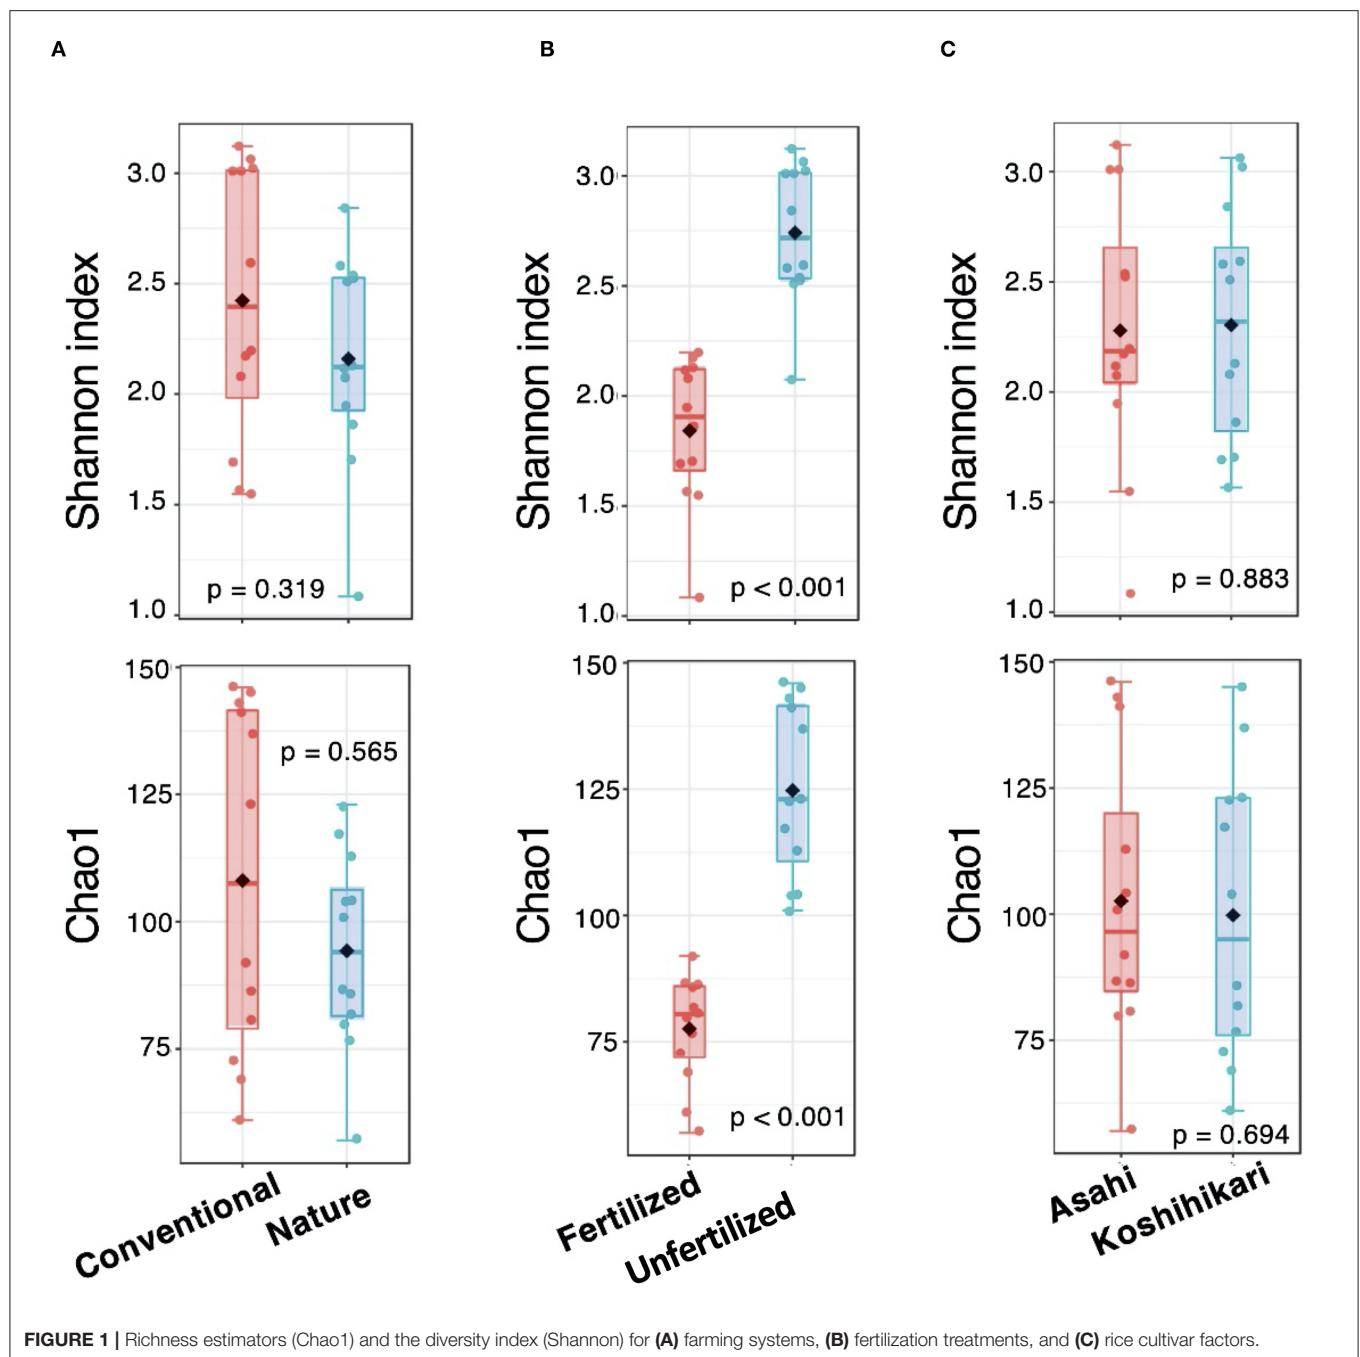 A
B
C
Shannon index
3.0
2.5
2.0
1.5
1.0
p = 0.319
Shannon index
3.0
2.5
2.0
1.5
1.0
p < 0.001
Shannon index
3.0
2.5
2.0
1.5
1.0
p = 0.883
Chao1
150
125
100
75
p = 0.565
Conventional
Nature
Chao1
150
125
100
75
p < 0.001
Fertilized
Unfertilized
Chao1
150
125
100
75
p = 0.694
Asahi
Koshihikari
FIGURE 1 | Richness estimators (Chao1) and the diversity index (Shannon) for (A) farming systems, (B) fertilization treatments, and (C) rice cultivar factors.